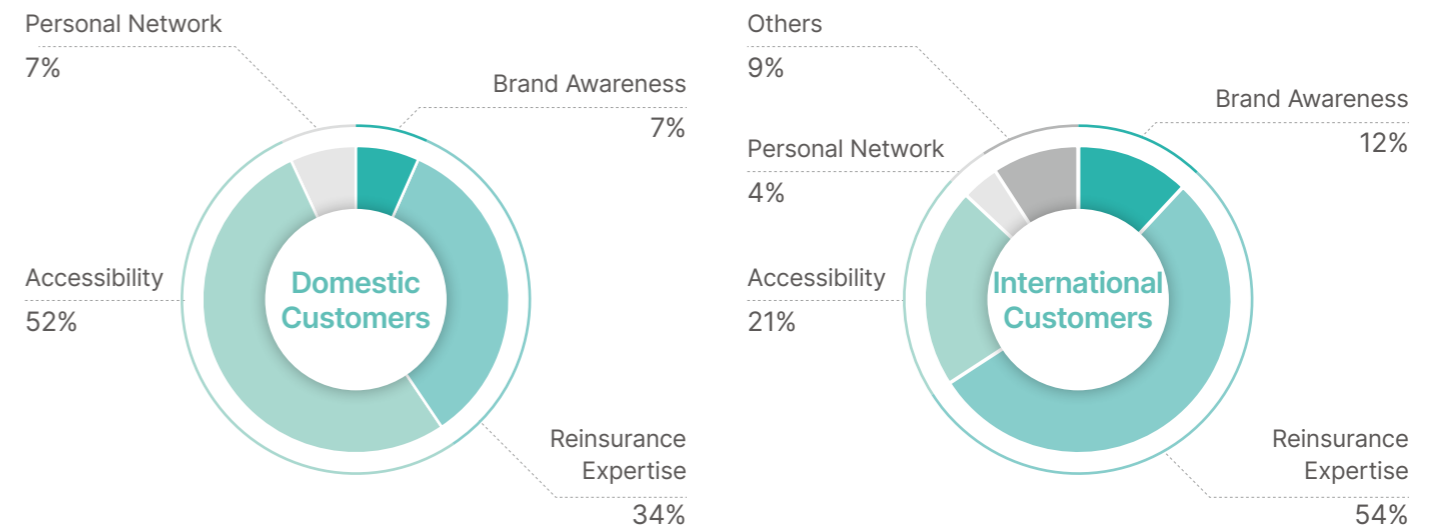 Personal Network
7%
Brand Awareness
7%
Accessibility
52%
Domestic
Customers
Reinsurance
Expertise
34%
Others
9%
Brand Awareness
12%
Personal Network
4%
Accessibility
21%
International
Customers
Reinsurance
Expertise
54%